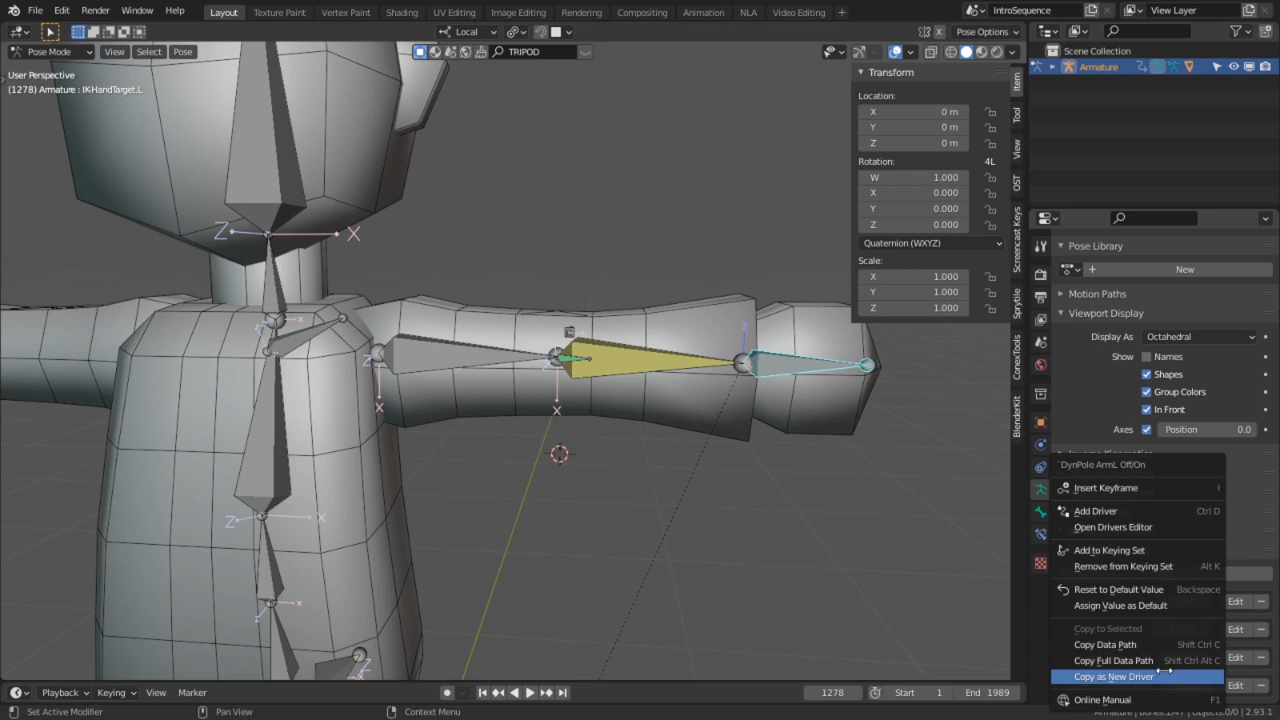 File Edit Render Window Help Layout Texture Paint Vertex Paint Shading UV Editing Image Editing Rendering Compositing Animation NLA Video Editing + IntroSequence View Layer
Local Pose Options
Pose Mode View Select Pose TRIPOD
User Perspective
(1278) Armature : IK-HandTarget.L
Transform
Location:
X 0 m
Y 0 m
Z 0 m
Rotation: 4L
W 1.000
X 0.000
Y 0.000
Z 0.000
Quaternion (WXYZ)
Scale:
X 1.000
Y 1.000
Z 1.000
Item
Tool
View
OST
Screencast Keys
Sprytile
ConexTools
BlenderKit
Scene Collection
Armature
Pose Library
+ New
Motion Paths
Viewport Display
Display As Octahedral
Show Names
Shapes
Group Colors
In Front
Axes Position 0.0
DynPole ArmL Off/On
Insert Keyframe I
Add Driver Ctrl D
Open Drivers Editor
Add to Keying Set
Remove from Keying Set Alt K
Reset to Default Value Backspace
Assign Value as Default
Copy to Selected
Copy Data Path Shift Ctrl C
Copy Full Data Path Shift Ctrl Alt C
Copy as New Driver
Online Manual F1
Edit
Edit
Edit
Edit
Z X
z x
Z
X
Z
X
Z
Z X
z x
Z
Playback Keying View Marker 1278 Start 1 End 1989
Set Active Modifier Pan View Context Menu 2.93.1